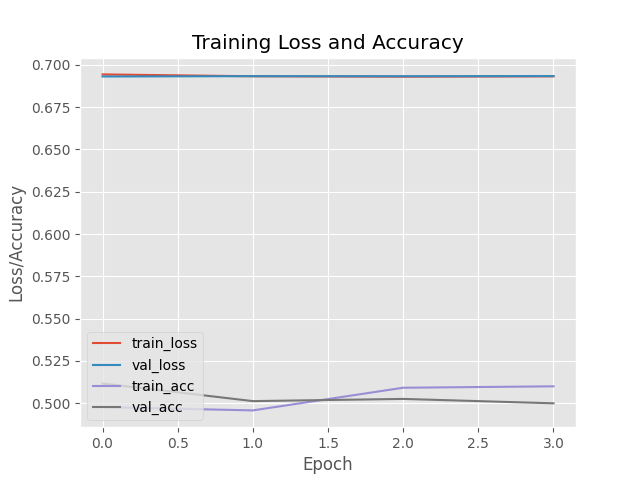 Training Loss and Accuracy
0.700
0.675
0.650
0.625
0.600
0.575
0.550
0.525
0.500
Loss/Accuracy
train_loss
val_loss
train_acc
val_acc
0.0 0.5 1.0 1.5 2.0 2.5 3.0
Epoch